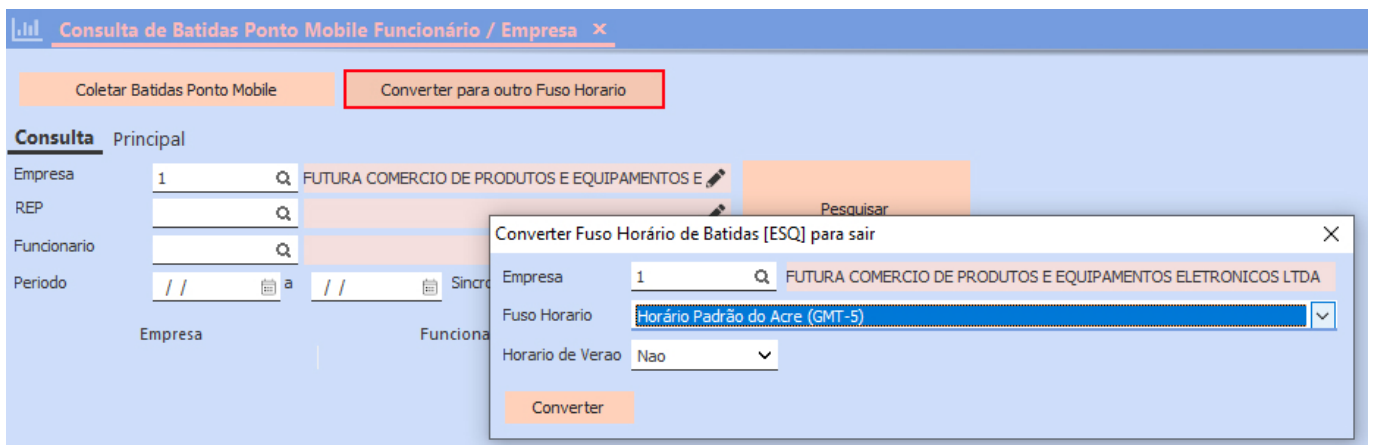 Consulta de Batidas Ponto Mobile Funcionário / Empresa ×
Coletar Batidas Ponto Mobile Converter para outro Fuso Horario
Consulta Principal
Empresa 1 FUTURA COMERCIO DE PRODUTOS E EQUIPAMENTOS E
REP
Pesquisar
Funcionario
Periodo / / a / / Sincro
Empresa Funciona
Converter Fuso Horário de Batidas [ESQ] para sair
Empresa 1 FUTURA COMERCIO DE PRODUTOS E EQUIPAMENTOS ELETRONICOS LTDA
Fuso Horario Horário Padrão do Acre (GMT-5)
Horario de Verao Nao
Converter